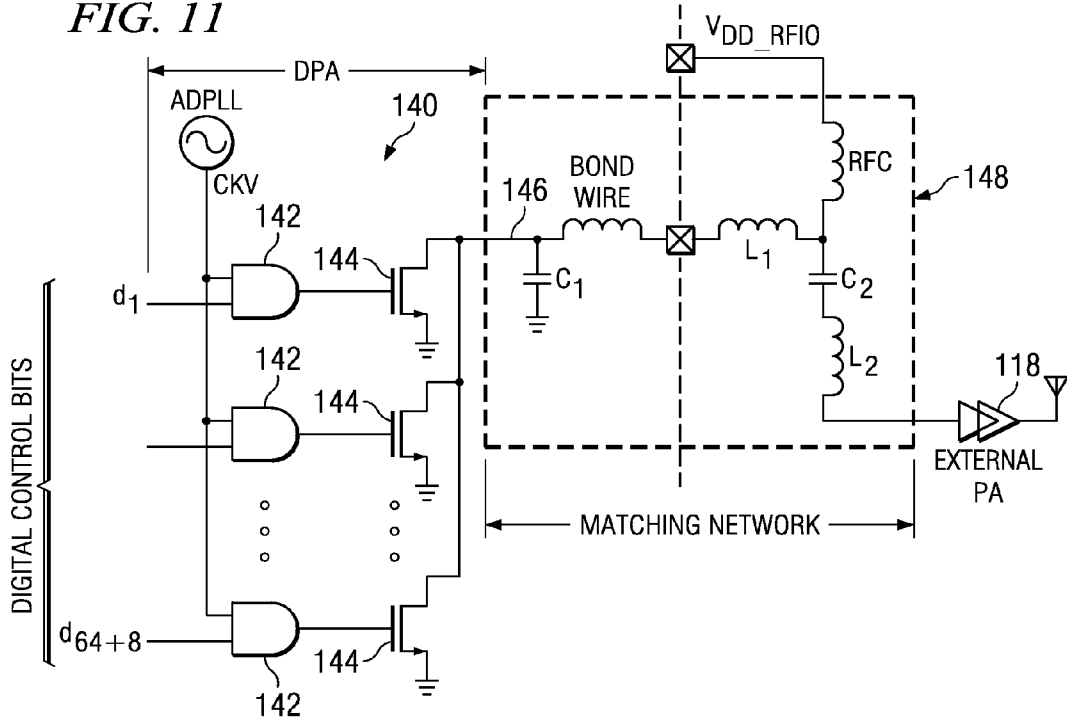 FIG. 11
V_DD_RFIO
DPA
ADPLL
140
CKV
BOND
WIRE
RFC
142
146
148
144
d_1
C_1
L_1
C_2
142
144
L_2
118
EXTERNAL
PA
MATCHING NETWORK
DIGITAL CONTROL BITS
d_64+8
144
142